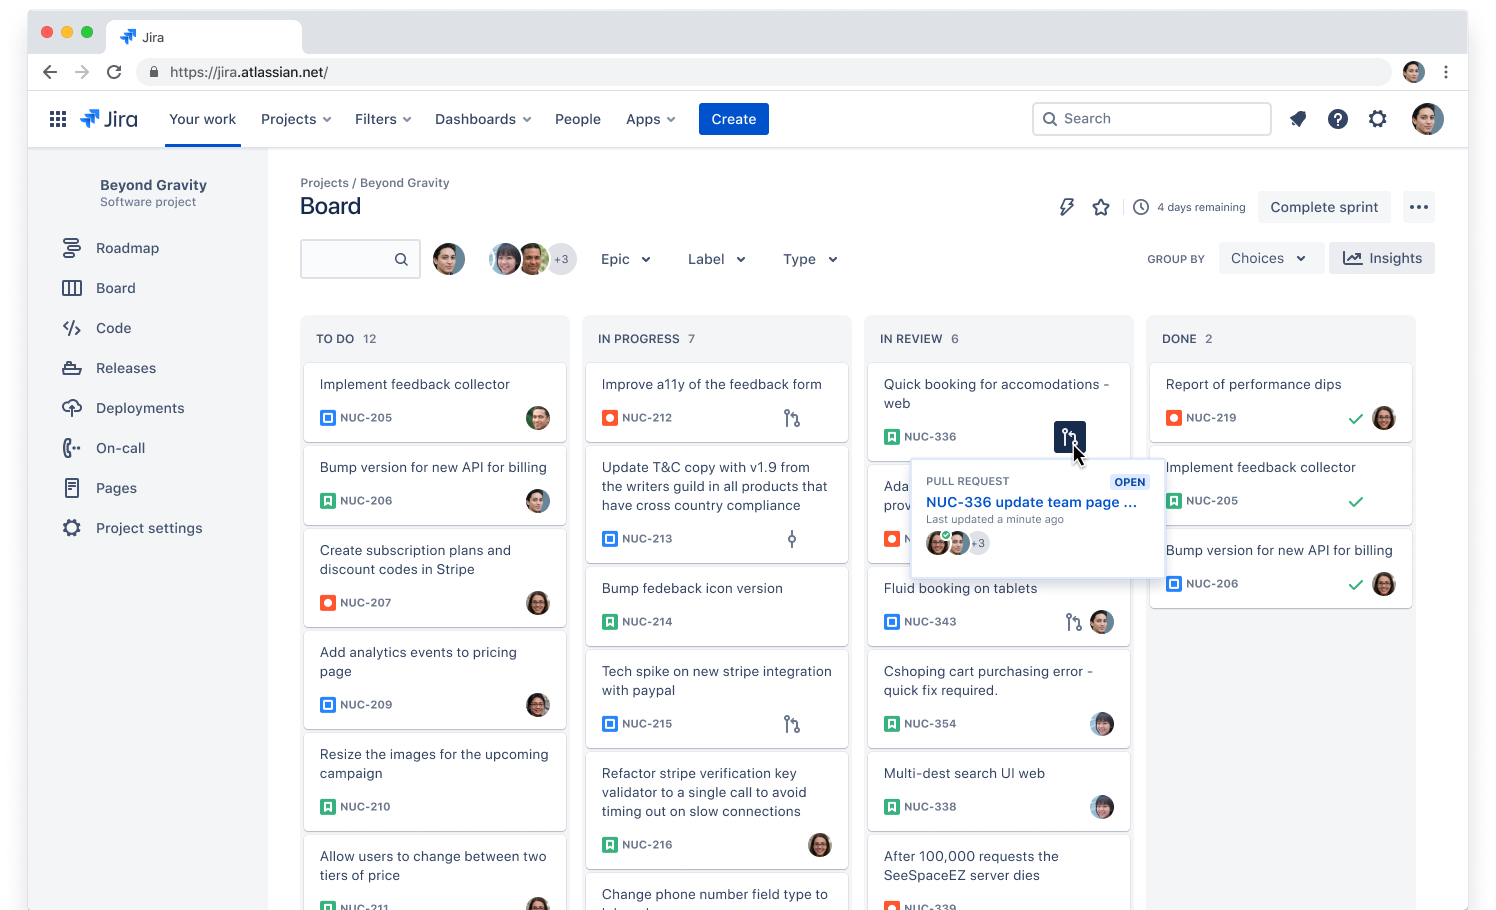 Jira
https://jira.atlassian.net/
Jira
Your work
Projects
Filters
Dashboards
People
Apps
Create
Search
Beyond Gravity
Software project
Roadmap
Board
Code
Releases
Deployments
On-call
Pages
Project settings
Projects / Beyond Gravity
Board
4 days remaining
Complete sprint
+3
Epic
Label
Type
GROUP BY
Choices
Insights
TO DO 12
Implement feedback collector
NUC-205
Bump version for new API for billing
NUC-206
Create subscription plans and
discount codes in Stripe
NUC-207
Add analytics events to pricing
page
NUC-209
Resize the images for the upcoming
campaign
NUC-210
Allow users to change between two
tiers of price
NUC-211
IN PROGRESS 7
Improve a11y of the feedback form
NUC-212
Update T&C copy with v1.9 from
the writers guild in all products that
have cross country compliance
NUC-213
Bump fedeback icon version
NUC-214
Tech spike on new stripe integration
with paypal
NUC-215
Refactor stripe verification key
validator to a single call to avoid
timing out on slow connections
NUC-216
Change phone number field type to
IN REVIEW 6
Quick booking for accomodations -
web
NUC-336
Ada
prov
N
PULL REQUEST
OPEN
NUC-336 update team page ...
Last updated a minute ago
+3
Fluid booking on tablets
NUC-343
Cshoping cart purchasing error -
quick fix required.
NUC-354
Multi-dest search UI web
NUC-338
After 100,000 requests the
SeeSpaceEZ server dies
NUC-339
DONE 2
Report of performance dips
NUC-219
Implement feedback collector
NUC-205
Bump version for new API for billing
NUC-206